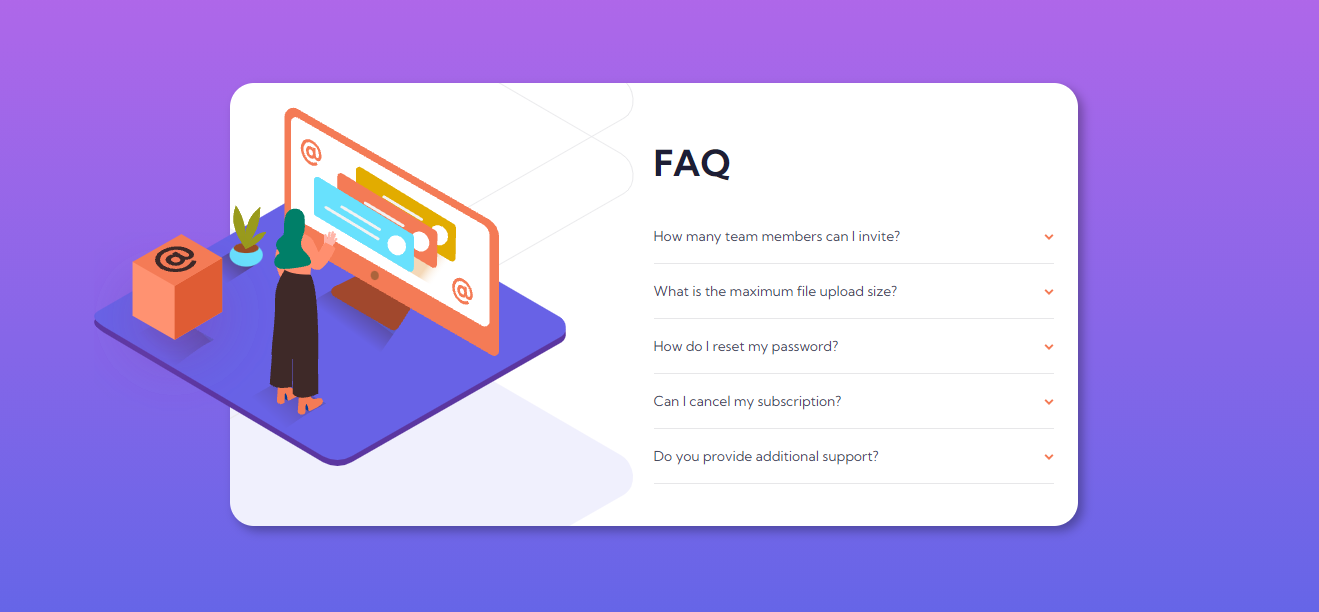 @
@
@
FAQ
How many team members can I invite?
What is the maximum file upload size?
How do I reset my password?
Can I cancel my subscription?
Do you provide additional support?